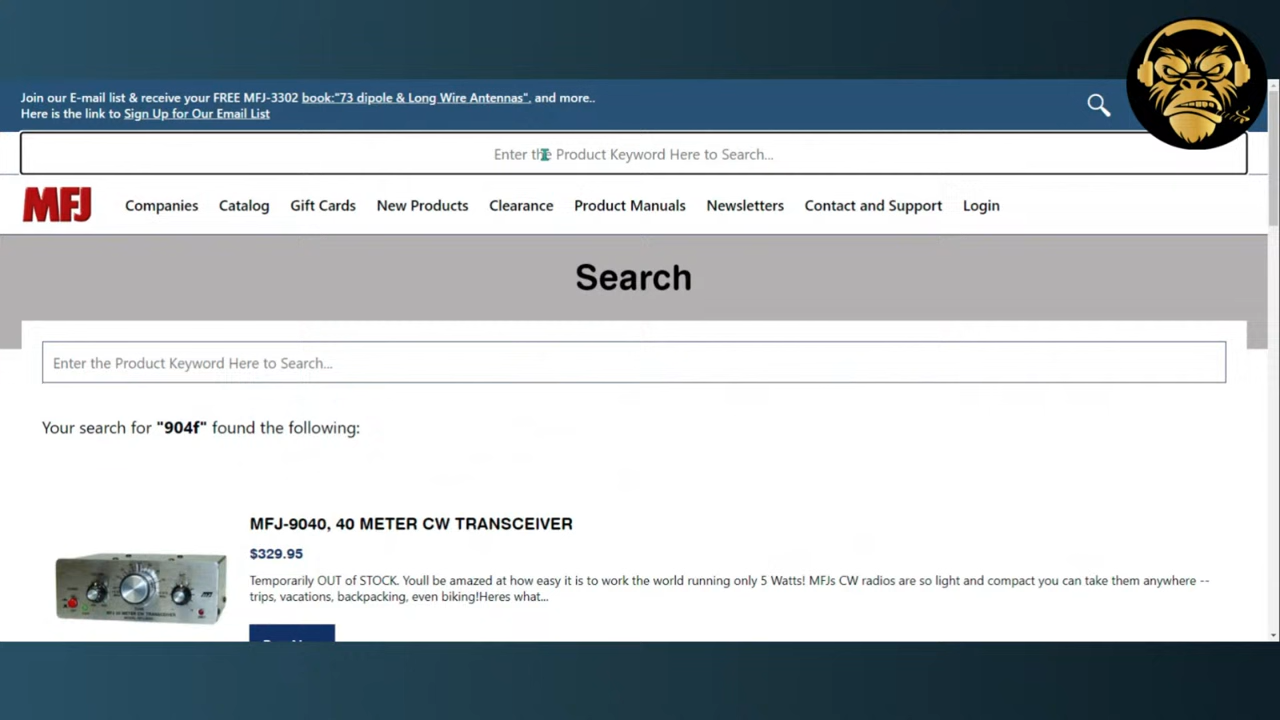 Join our E-mail list & receive your FREE MFJ-3302 book:"73 dipole & Long Wire Antennas", and more..
Here is the link to Sign Up for Our Email List
Enter the Product Keyword Here to Search...
MFJ
Companies Catalog Gift Cards New Products Clearance Product Manuals Newsletters Contact and Support Login
Search
Enter the Product Keyword Here to Search...
Your search for "904f" found the following:
MFJ-9040, 40 METER CW TRANSCEIVER
$329.95
Temporarily OUT of STOCK. Youll be amazed at how easy it is to work the world running only 5 Watts! MFJs CW radios are so light and compact you can take them anywhere --
trips, vacations, backpacking, even biking!Heres what...